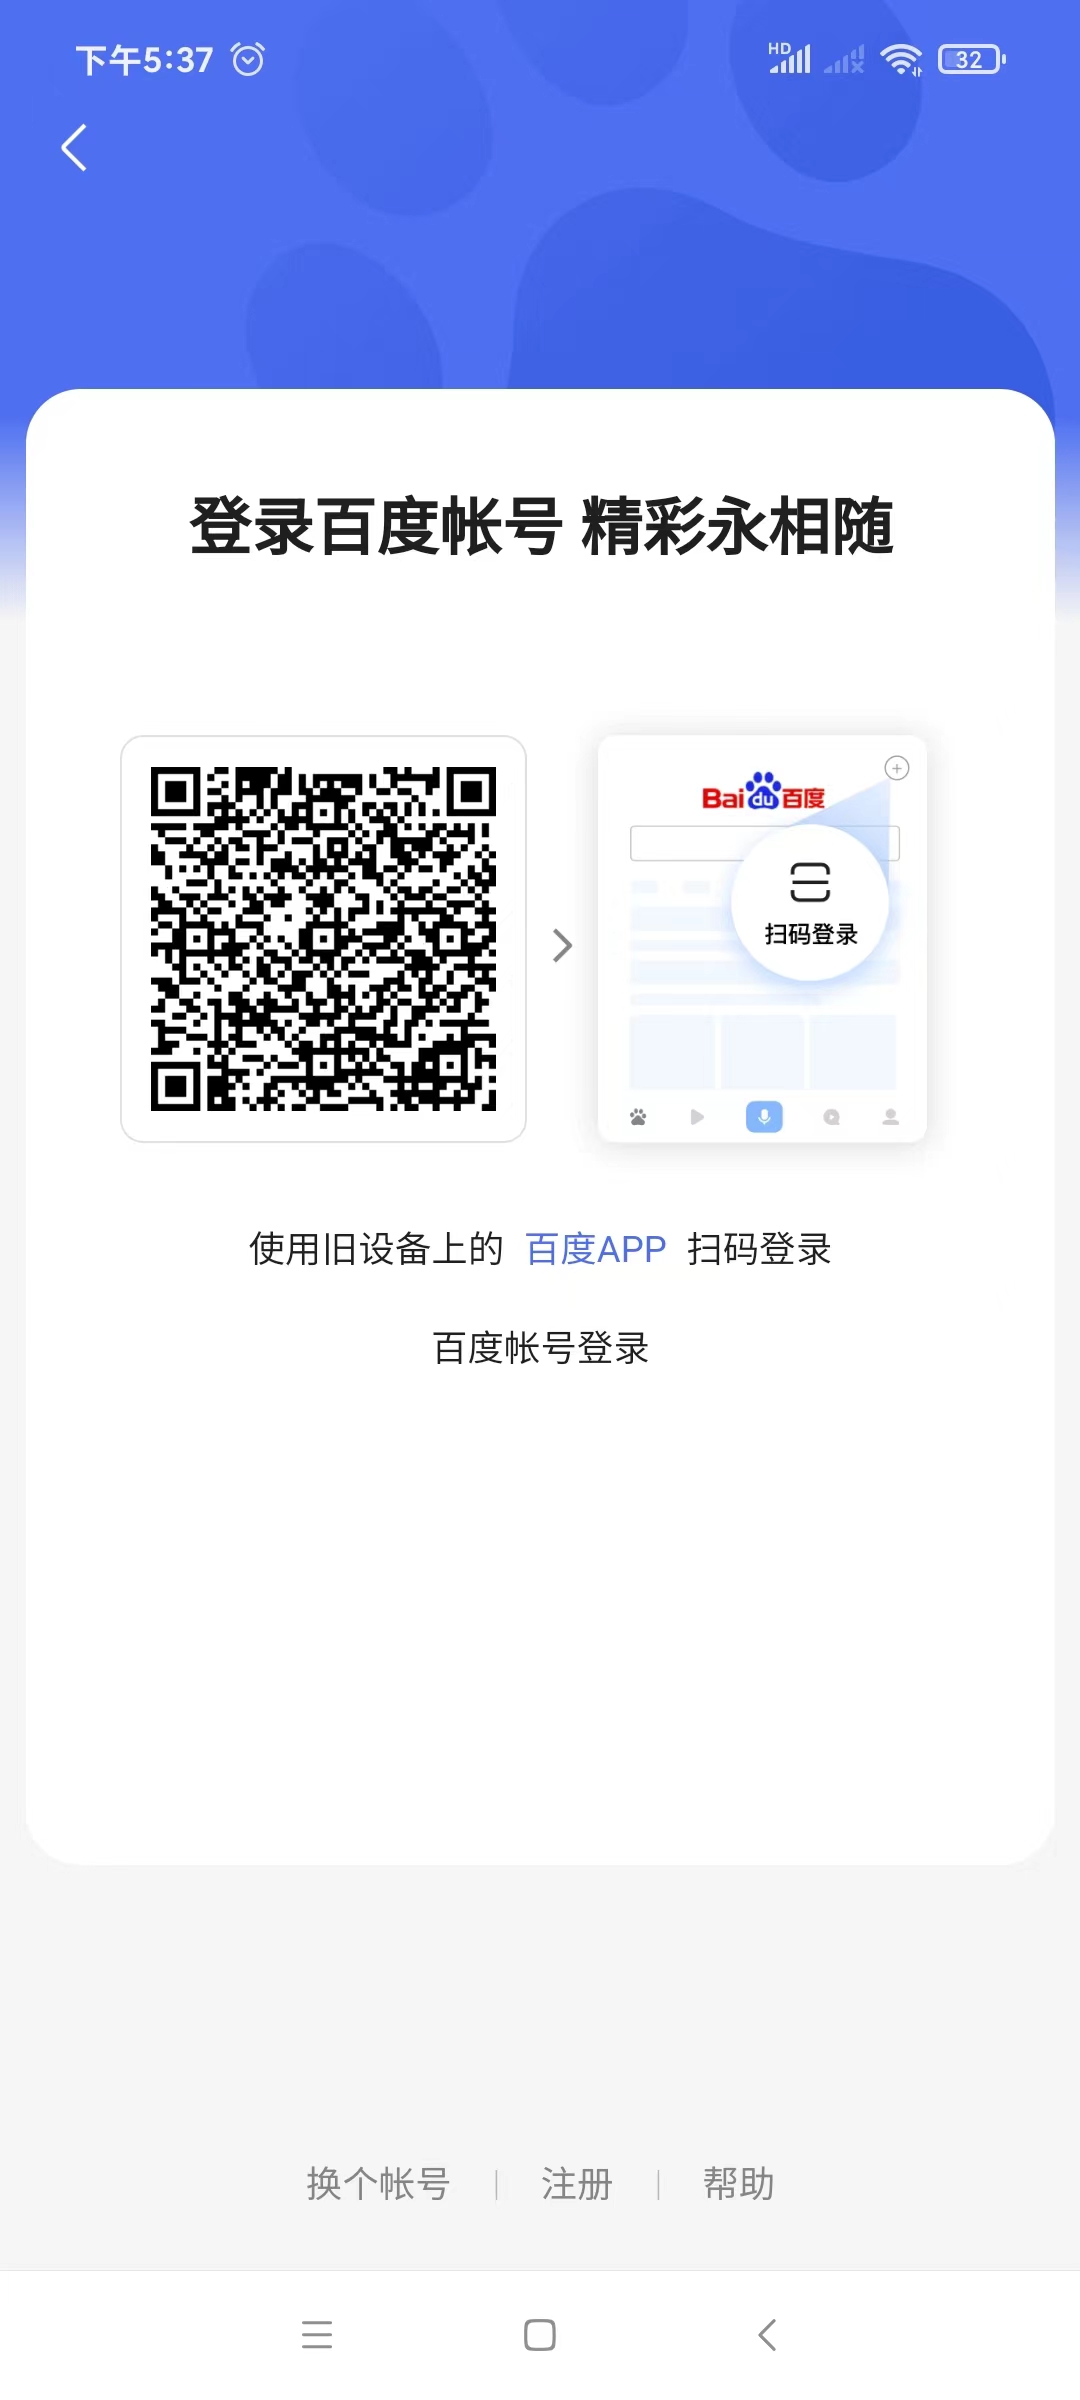 下午5:37
HD
32
登录百度帐号 精彩永相随
Bai du 百度
扫码登录
使用旧设备上的 百度APP 扫码登录
百度帐号登录
换个帐号 | 注册 | 帮助